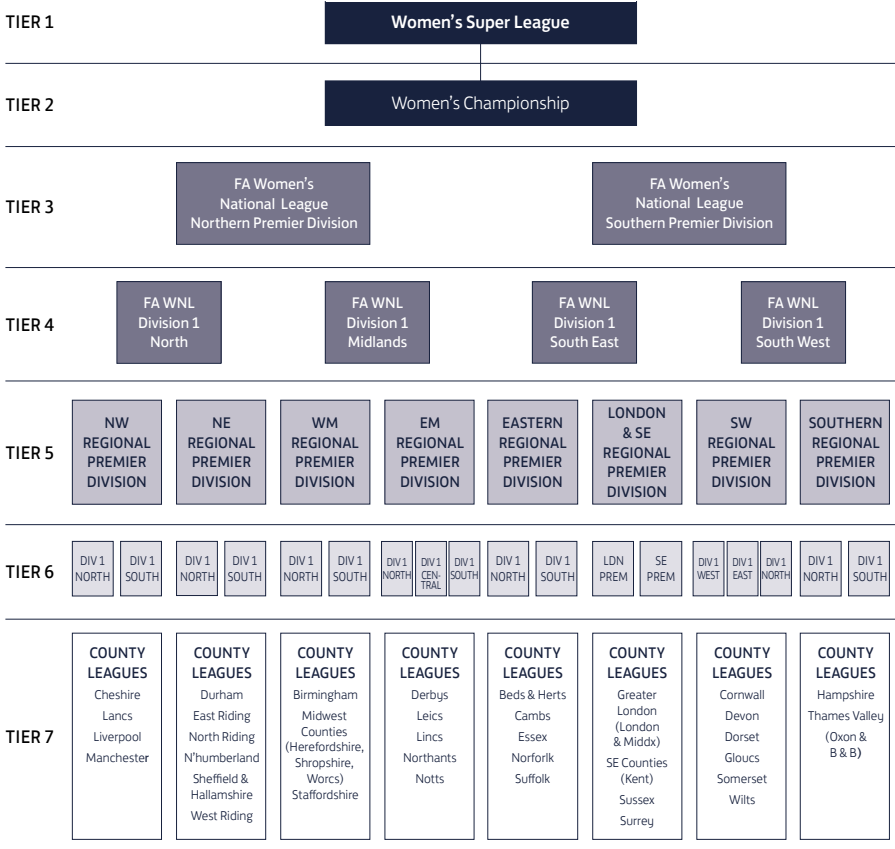 TIER 1
Women's Super League
TIER 2
Women's Championship
TIER 3
FA Women's
National League
Northern Premier Division
FA Women's
National League
Southern Premier Division
TIER 4
FA WNL
Division 1
North
FA WNL
Division 1
Midlands
FA WNL
Division 1
South East
FA WNL
Division 1
South West
TIER 5
NW
REGIONAL
PREMIER
DIVISION
NE
REGIONAL
PREMIER
DIVISION
WM
REGIONAL
PREMIER
DIVISION
EM
REGIONAL
PREMIER
DIVISION
EASTERN
REGIONAL
PREMIER
DIVISION
LONDON
& SE
REGIONAL
PREMIER
DIVISION
SW
REGIONAL
PREMIER
DIVISION
SOUTHERN
REGIONAL
PREMIER
DIVISION
TIER 6
DIV 1
NORTH
DIV 1
SOUTH
DIV 1
NORTH
DIV 1
SOUTH
DIV 1
NORTH
DIV 1
SOUTH
DIV 1
NORTH
DIV 1
CEN-
TRAL
DIV 1
SOUTH
DIV 1
NORTH
DIV 1
SOUTH
LDN
PREM
SE
PREM
DIV 1
WEST
DIV 1
EAST
DIV 1
NORTH
DIV 1
NORTH
DIV 1
SOUTH
TIER 7
COUNTY
LEAGUES
Cheshire
Lancs
Liverpool
Manchester
COUNTY
LEAGUES
Durham
East Riding
North Riding
N'humberland
Sheffield &
Hallamshire
West Riding
COUNTY
LEAGUES
Birmingham
Midwest
Counties
(Herefordshire,
Shropshire,
Worcs)
Staffordshire
COUNTY
LEAGUES
Derbys
Leics
Lincs
Northants
Notts
COUNTY
LEAGUES
Beds & Herts
Cambs
Essex
Norforlk
Suffolk
COUNTY
LEAGUES
Greater
London
(London
& Middx)
SE Counties
(Kent)
Sussex
Surrey
COUNTY
LEAGUES
Cornwall
Devon
Dorset
Gloucs
Somerset
Wilts
COUNTY
LEAGUES
Hampshire
Thames Valley
(Oxon &
B & B)